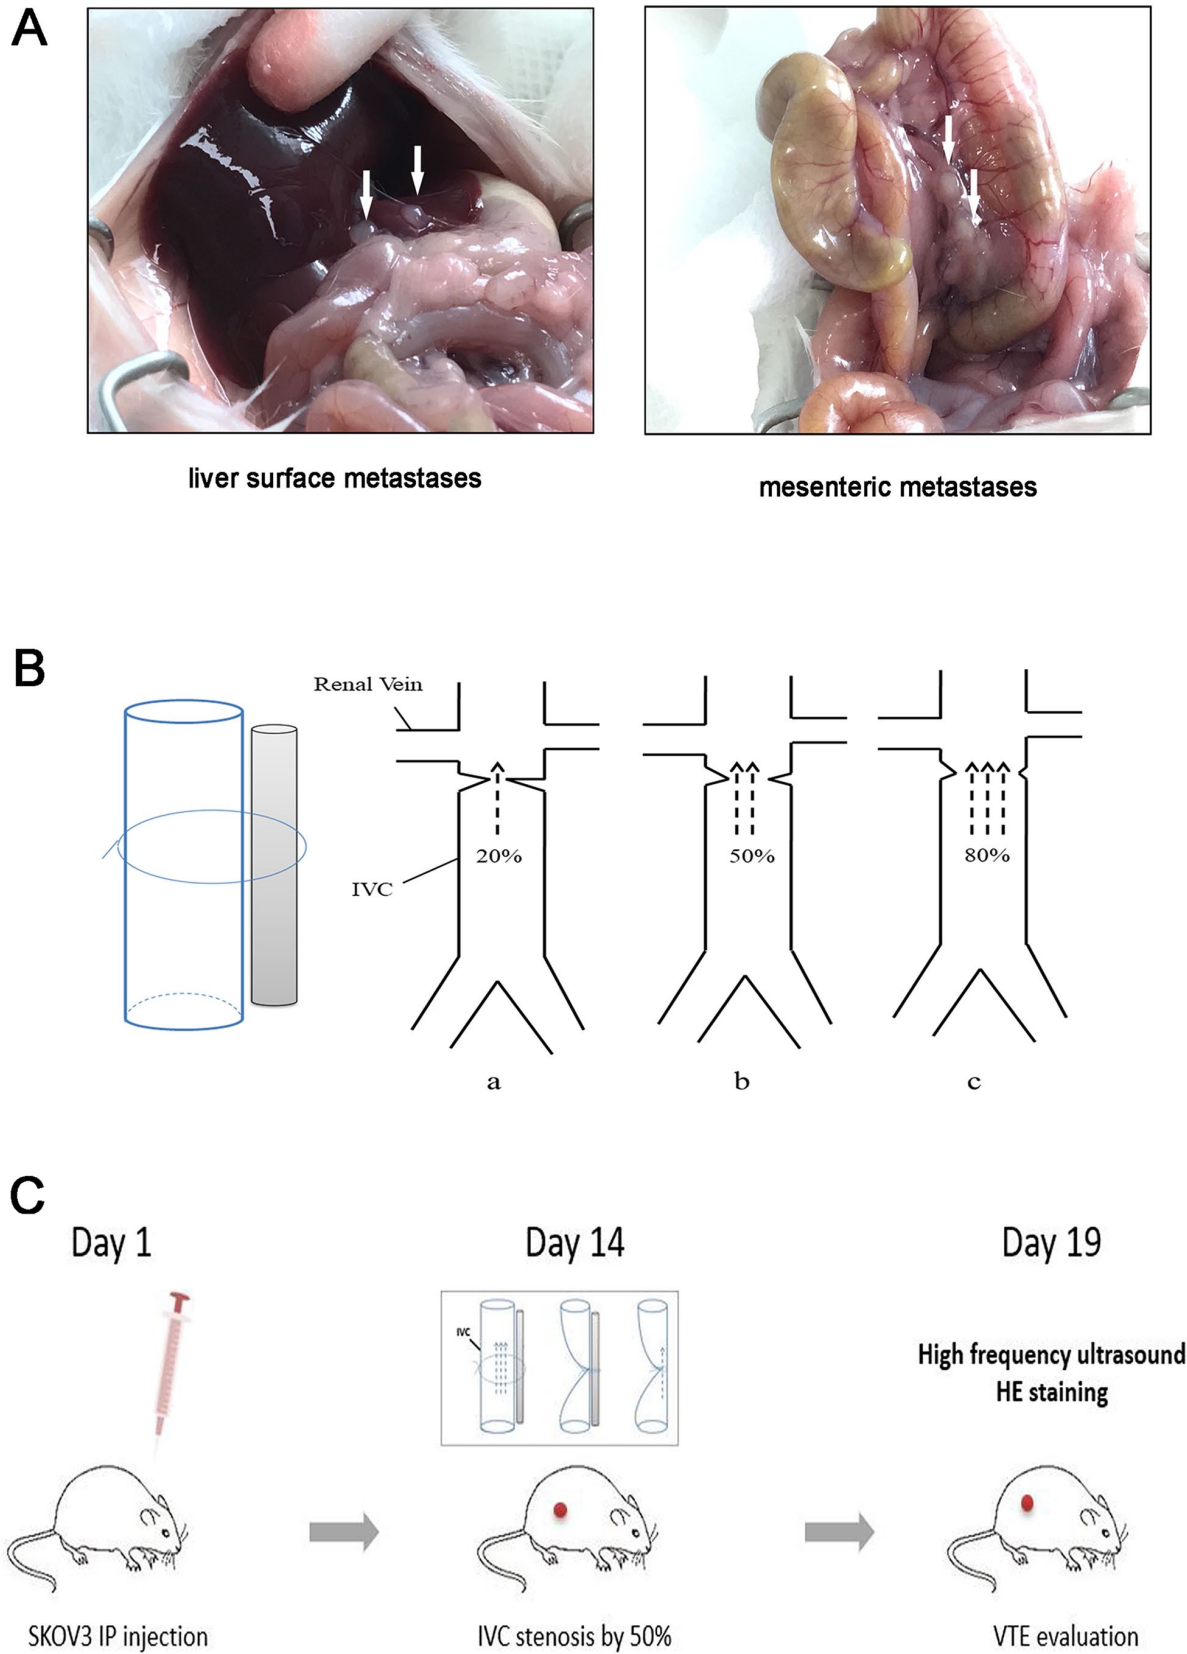 A
liver surface metastases
mesenteric metastases
B
Renal Vein
20%
50%
80%
IVC
a
b
c
C
Day 1
Day 14
Day 19
IVC
High frequency ultrasound
HE staining
SKOV3 IP injection
IVC stenosis by 50%
VTE evaluation